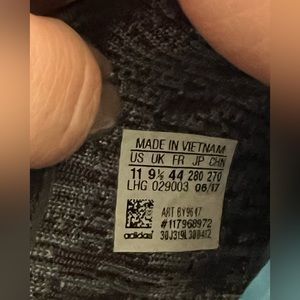 MADE IN VIETNAM
US UK FR JP CHN
11 9½ 44 280 270
LHG 029003 06/17
ART BY9617
#117968972
adidas